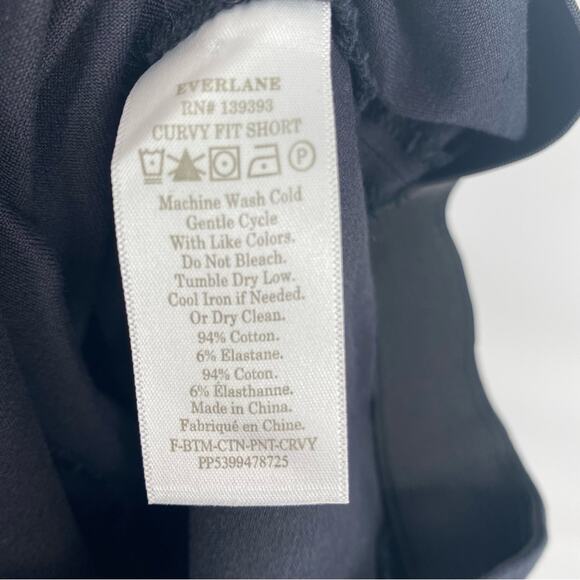 EVERLANE
RN# 139393
CURVY FIT SHORT
P
Machine Wash Cold
Gentle Cycle
With Like Colors.
Do Not Bleach.
Tumble Dry Low.
Cool Iron if Needed.
Or Dry Clean.
94% Cotton.
6% Elastane.
94% Coton.
6% Élasthanne.
Made in China.
Fabriqué en Chine.
F-BTM-CTN-PNT-CRVY
PP5399478725